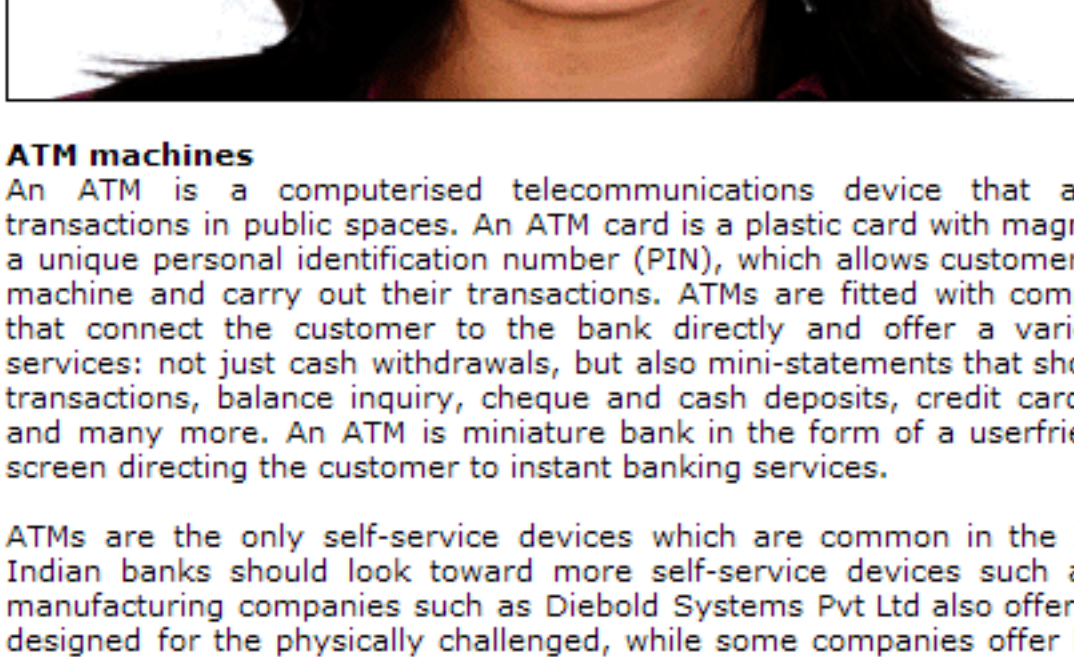 ATM machines
An ATM is a computerised telecommunications device that
transactions in public spaces. An ATM card is a plastic card with
a unique personal identification number (PIN), which allows
machine and carry out their transactions. ATMs are fitted with
that connect the customer to the bank directly and offer a
services: not just cash withdrawals, but also mini-statements that
transactions, balance inquiry, cheque and cash deposits, credit
and many more. An ATM is miniature bank in the form of a
screen directing the customer to instant banking services.
ATMs are the only self-service devices which are common in the
Indian banks should look toward more self-service devices such
manufacturing companies such as Diebold Systems Pvt Ltd also
designed for the physically challenged, while some companies offer